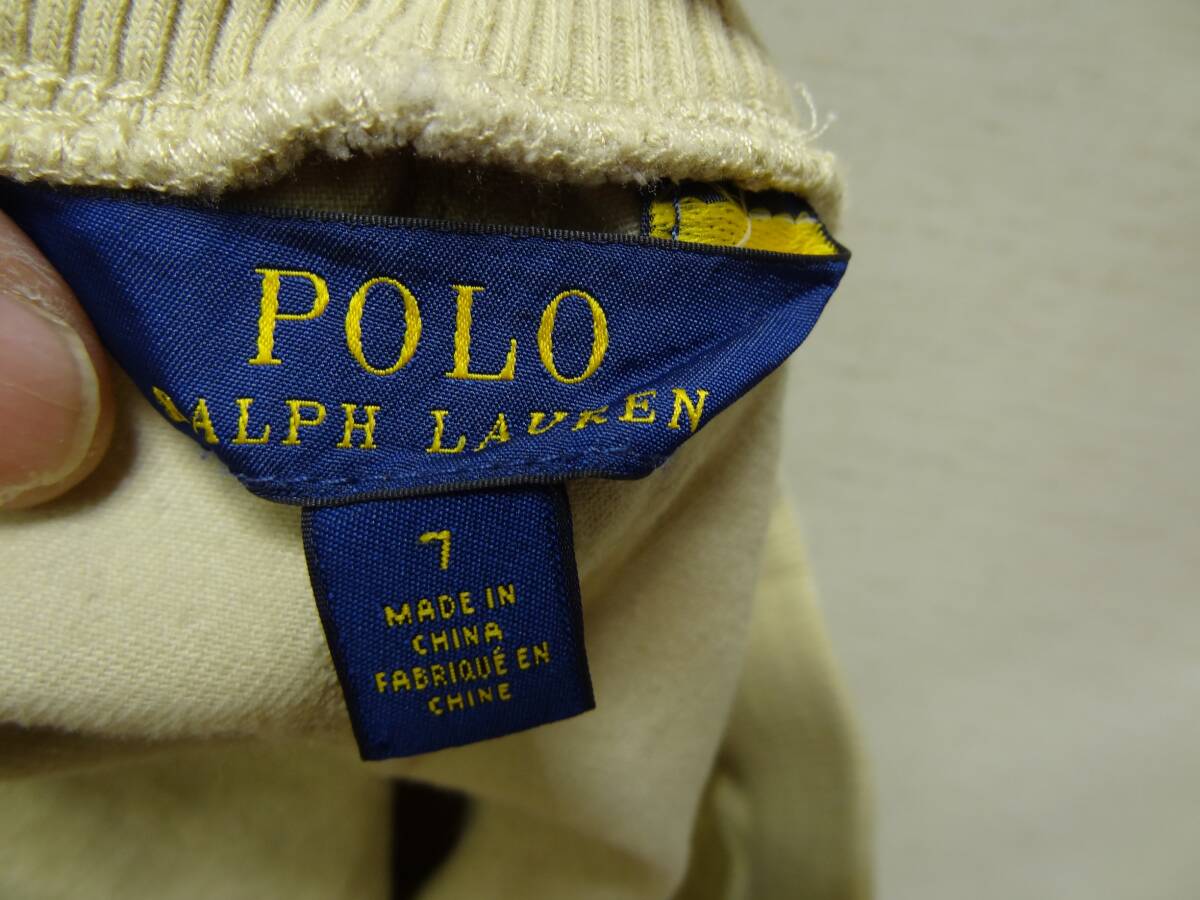 POLO
RALPH LAUREN
7
MADE IN
CHINA
FABRIQUÉ EN
CHINE